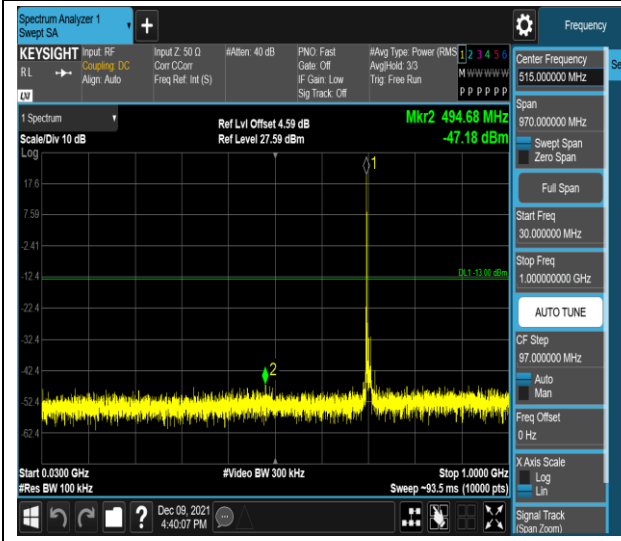 Spectrum Analyzer 1
Swept SA
+
Frequency
KEYSIGHT
RL
LXI
Input: RF
Coupling: DC
Align: Auto
Input Z: 50 Ω
Corr CCorr
Freq Ref: Int (S)
#Atten: 40 dB
PNO: Fast
Gate: Off
IF Gain: Low
Sig Track: Off
#Avg Type: Power (RMS
Avg|Hold: 3/3
Trig: Free Run
1 2 3 4 5 6
M W W W W W
P P P P P P
1 Spectrum
Scale/Div 10 dB
Log
Ref Lvl Offset 4.59 dB
Ref Level 27.59 dBm
Mkr2 494.68 MHz
-47.18 dBm
1
17.6
7.59
-2.41
-12.4
DL1 -13.00 dBm
-22.4
-32.4
-42.4
2
-52.4
-62.4
Start 0.0300 GHz
#Res BW 100 kHz
#Video BW 300 kHz
Stop 1.0000 GHz
Sweep ~93.5 ms (10000 pts)
Center Frequency
515.000000 MHz
Se
Span
970.000000 MHz
Swept Span
Zero Span
Full Span
Start Freq
30.000000 MHz
Stop Freq
1.000000000 GHz
AUTO TUNE
CF Step
97.000000 MHz
Auto
Man
Freq Offset
0 Hz
X Axis Scale
Log
Lin
Signal Track
(Span Zoom)
?
Dec 09, 2021
4:40:07 PM